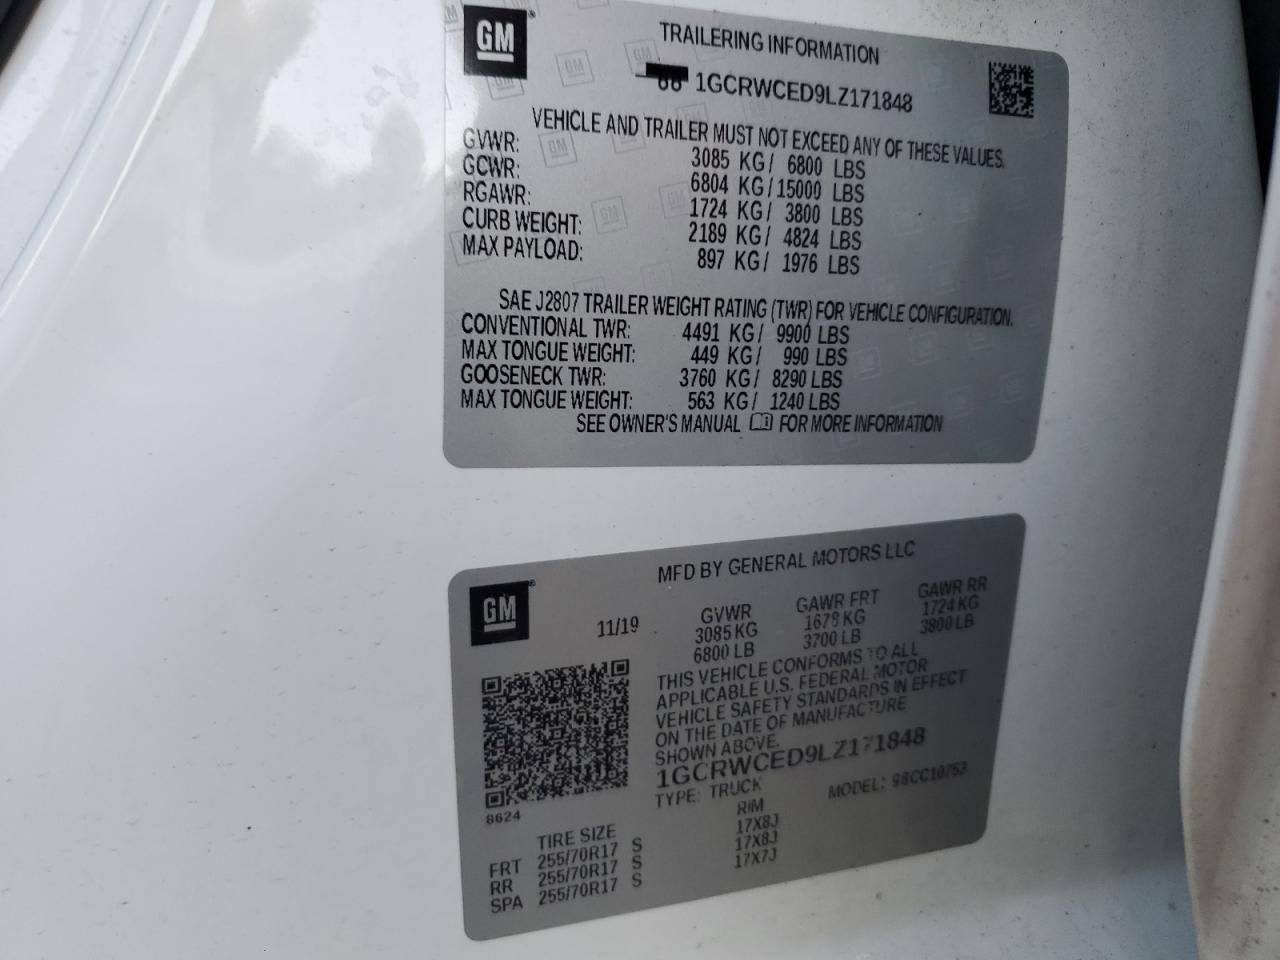 GM
TRAILERING INFORMATION
1GCRWCED9LZ171848
VEHICLE AND TRAILER MUST NOT EXCEED ANY OF THESE VALUES.
GVWR: 3085 KG/ 6800 LBS
GCWR: 6804 KG/15000 LBS
RGAWR: 1724 KG/ 3800 LBS
CURB WEIGHT: 2189 KG/ 4824 LBS
MAX PAYLOAD: 897 KG/ 1976 LBS
SAE J2807 TRAILER WEIGHT RATING (TWR) FOR VEHICLE CONFIGURATION.
CONVENTIONAL TWR: 4491 KG/ 9900 LBS
MAX TONGUE WEIGHT: 449 KG/ 990 LBS
GOOSENECK TWR: 3760 KG/ 8290 LBS
MAX TONGUE WEIGHT: 563 KG/ 1240 LBS
SEE OWNER'S MANUAL FOR MORE INFORMATION
GM
MFD BY GENERAL MOTORS LLC
11/19
GVWR GAWR FRT GAWR RR
3085 KG 1678 KG 1724 KG
6800 LB 3700 LB 3800 LB
THIS VEHICLE CONFORMS TO ALL
APPLICABLE U.S. FEDERAL MOTOR
VEHICLE SAFETY STANDARDS IN EFFECT
ON THE DATE OF MANUFACTURE
SHOWN ABOVE.
1GCRWCED9LZ171848
TYPE: TRUCK MODEL: 98CC10753
8624
TIRE SIZE RIM
FRT 255/70R17 S 17X8J
RR 255/70R17 S 17X8J
SPA 255/70R17 S 17X7J